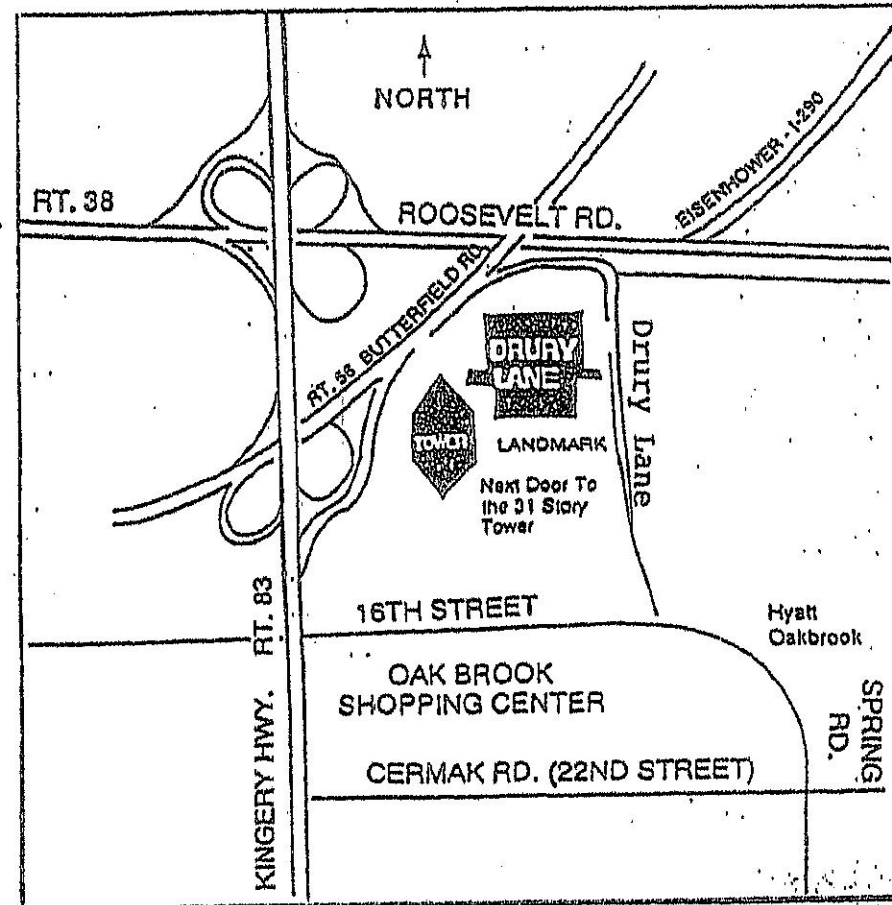 NORTH
EISENHOWER - I-290
RT. 38
ROOSEVELT RD.
RT. 56 BUTTERFIELD RD.
DRURY
LANE
Drury Lane
TOWER
LANDMARK
Next Door To
the 31 Story
Tower
16TH STREET
Hyatt
Oakbrook
KINGERY HWY. RT. 83
OAK BROOK
SHOPPING CENTER
SPRING
RD.
CERMAK RD. (22ND STREET)